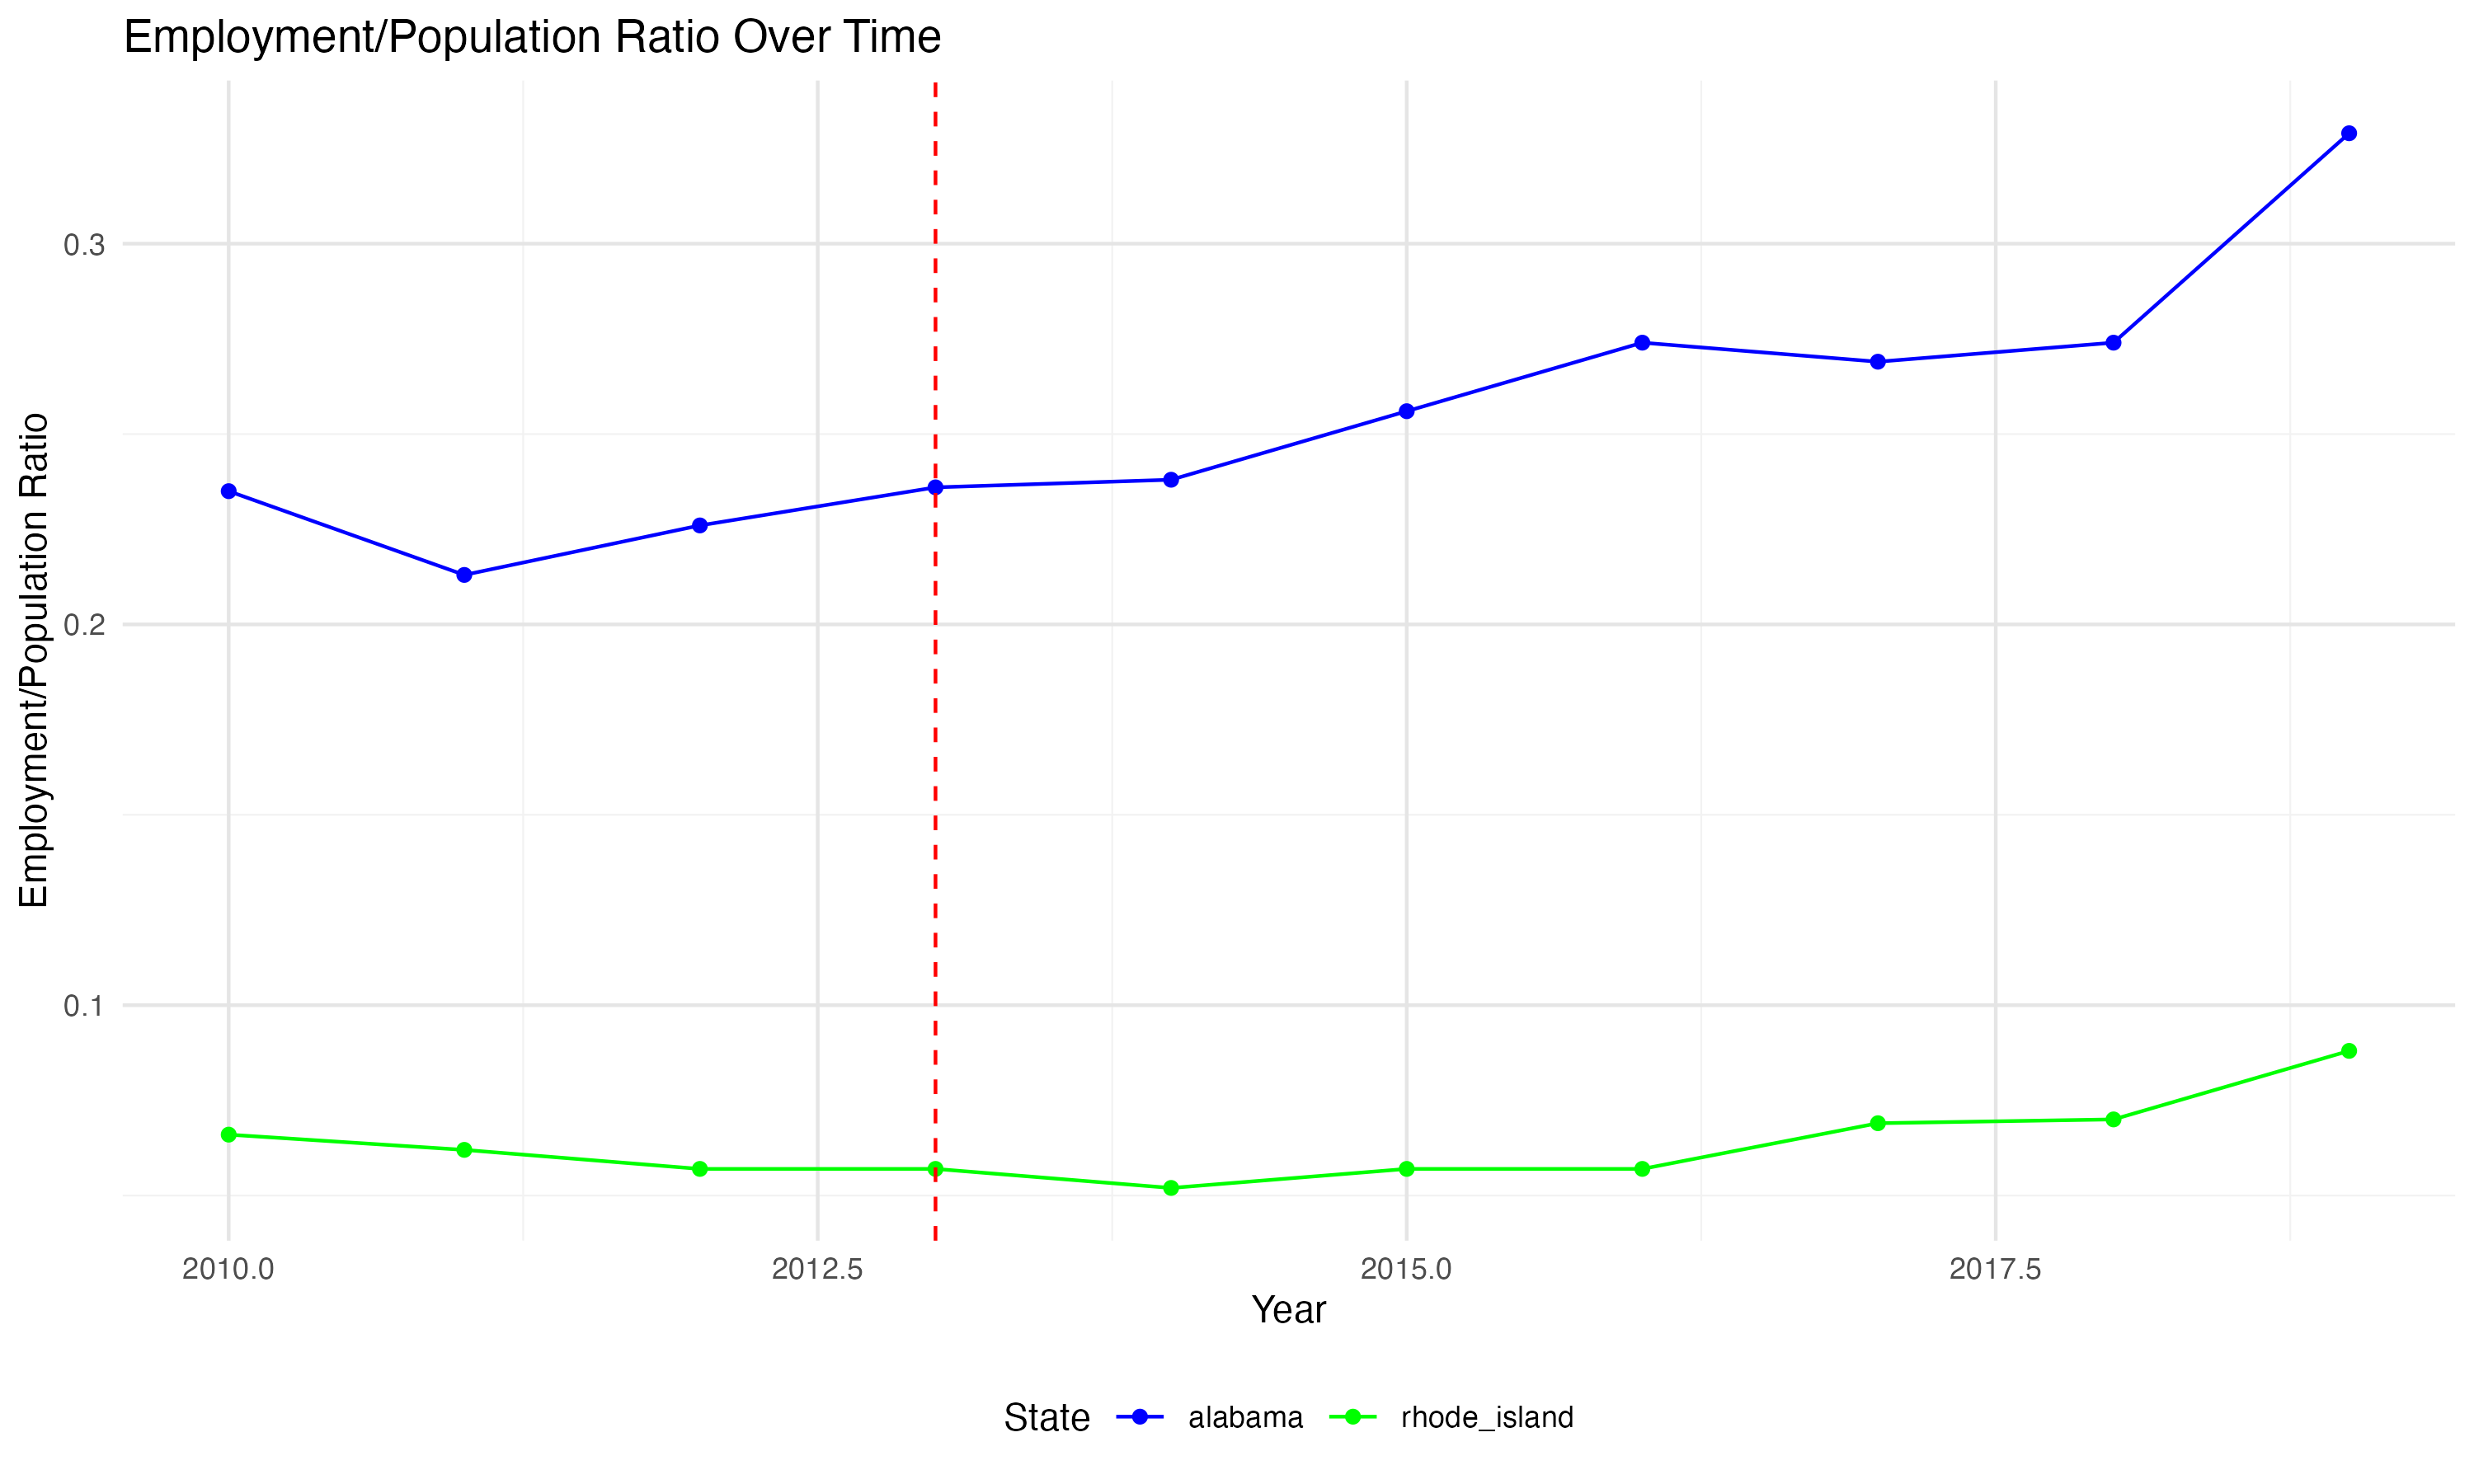 Employment/Population Ratio Over Time
Employment/Population Ratio
0.3
0.2
0.1
2010.0 2012.5 2015.0 2017.5
Year
State alabama rhode_island